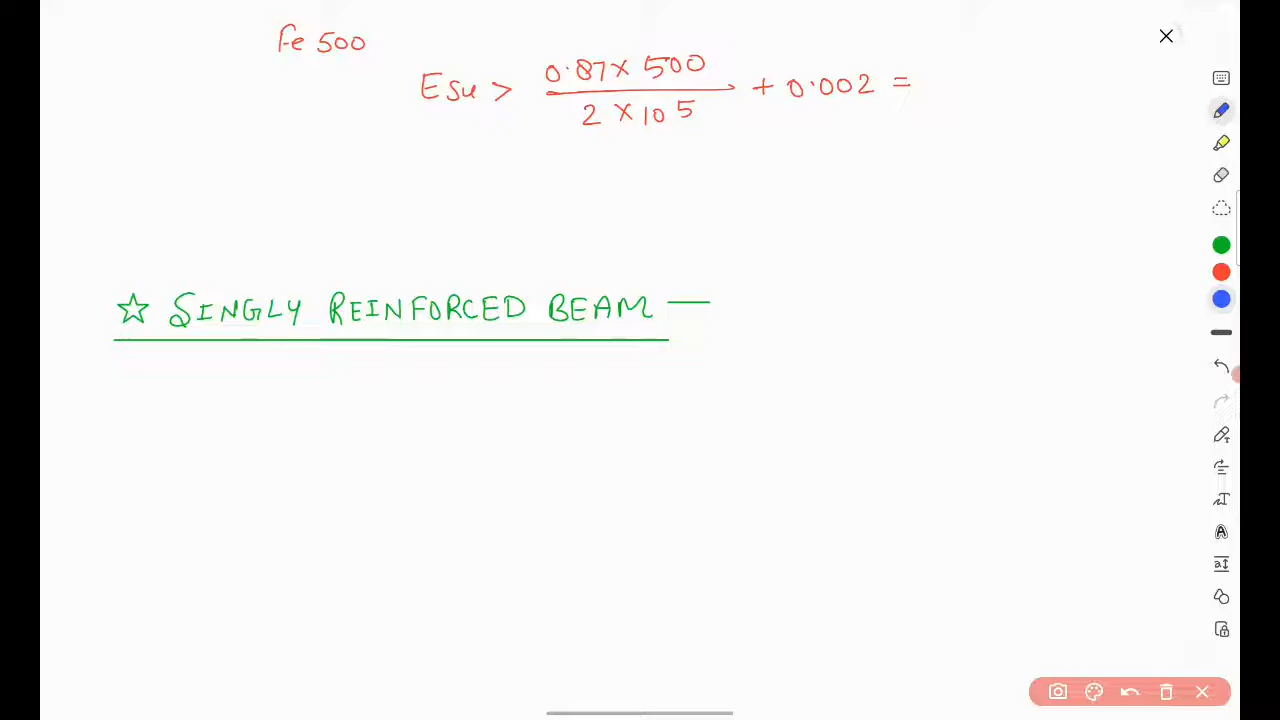 Fe 500
Esu > 0.87 x 500 / 2 x 10 5 + 0.002 =
☆ SINGLY REINFORCED BEAM —